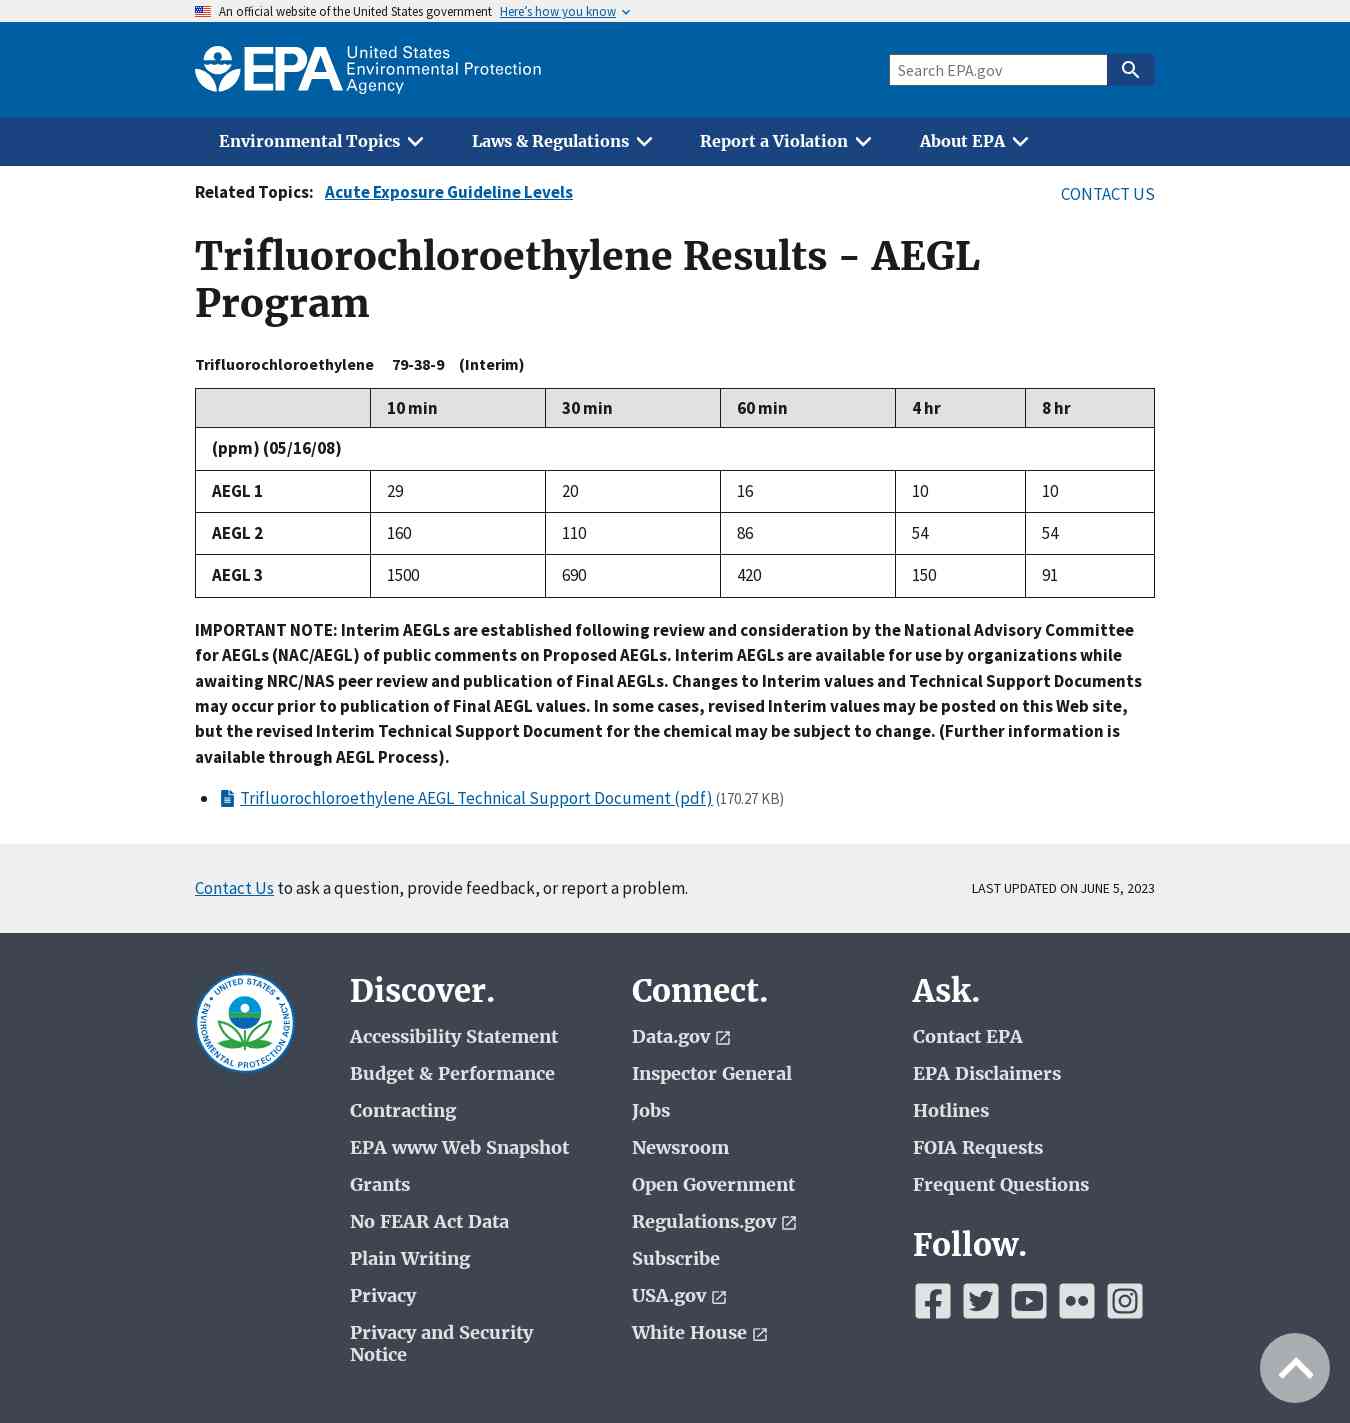 An official website of the United States government Here's how you know
EPA United States
Environmental Protection
Agency
Search EPA.gov
Environmental Topics Laws & Regulations Report a Violation About EPA
Related Topics: Acute Exposure Guideline Levels CONTACT US
Trifluorochloroethylene Results - AEGL
Program
Trifluorochloroethylene 79-38-9 (Interim)
10 min 30 min 60 min 4 hr 8 hr
(ppm) (05/16/08)
AEGL 1 29 20 16 10 10
AEGL 2 160 110 86 54 54
AEGL 3 1500 690 420 150 91
IMPORTANT NOTE: Interim AEGLs are established following review and consideration by the National Advisory Committee
for AEGLs (NAC/AEGL) of public comments on Proposed AEGLs. Interim AEGLs are available for use by organizations while
awaiting NRC/NAS peer review and publication of Final AEGLs. Changes to Interim values and Technical Support Documents
may occur prior to publication of Final AEGL values. In some cases, revised Interim values may be posted on this Web site,
but the revised Interim Technical Support Document for the chemical may be subject to change. (Further information is
available through AEGL Process).
Trifluorochloroethylene AEGL Technical Support Document (pdf) (170.27 KB)
Contact Us to ask a question, provide feedback, or report a problem. LAST UPDATED ON JUNE 5, 2023
UNITED STATES ENVIRONMENTAL PROTECTION AGENCY
Discover.
Accessibility Statement
Budget & Performance
Contracting
EPA www Web Snapshot
Grants
No FEAR Act Data
Plain Writing
Privacy
Privacy and Security
Notice
Connect.
Data.gov
Inspector General
Jobs
Newsroom
Open Government
Regulations.gov
Subscribe
USA.gov
White House
Ask.
Contact EPA
EPA Disclaimers
Hotlines
FOIA Requests
Frequent Questions
Follow.